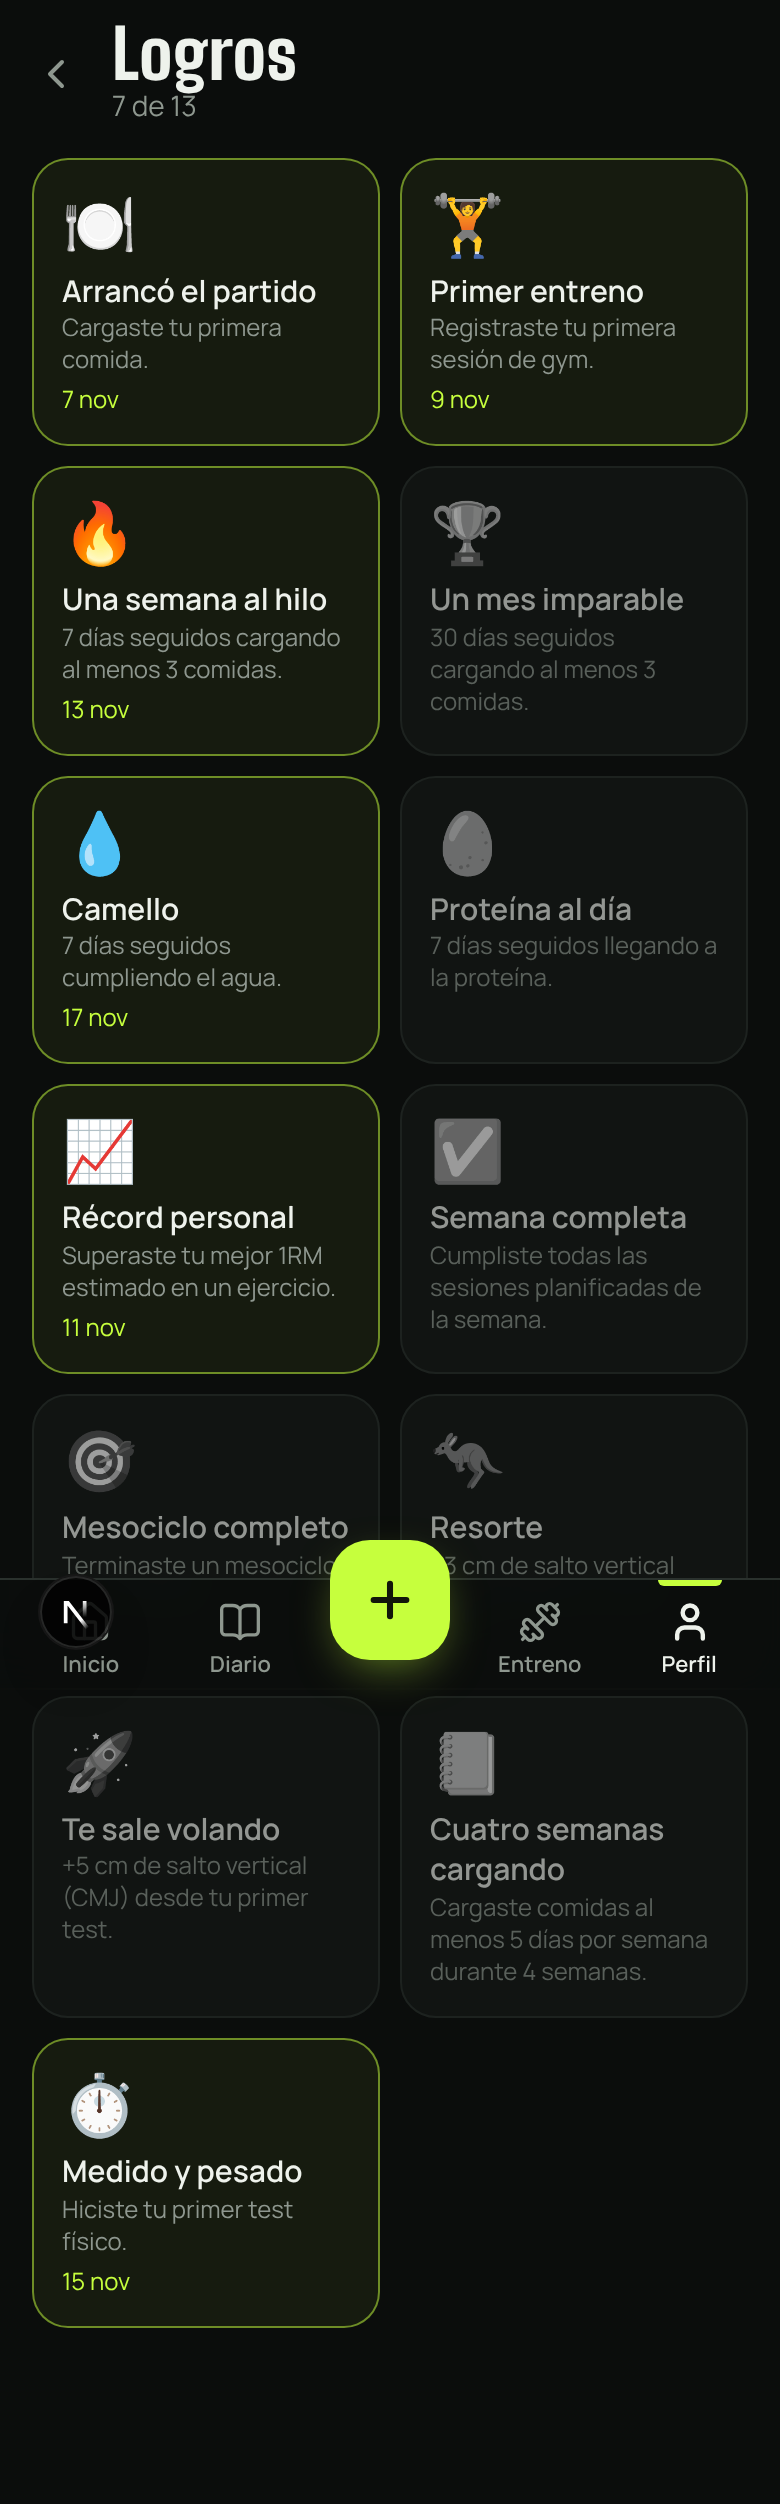 Logros
7 de 13
Arrancó el partido
Cargaste tu primera
comida.
7 nov
Primer entreno
Registraste tu primera
sesión de gym.
9 nov
Una semana al hilo
7 días seguidos cargando
al menos 3 comidas.
13 nov
Un mes imparable
30 días seguidos
cargando al menos 3
comidas.
Camello
7 días seguidos
cumpliendo el agua.
17 nov
Proteína al día
7 días seguidos llegando a
la proteína.
Récord personal
Superaste tu mejor 1RM
estimado en un ejercicio.
11 nov
Semana completa
Cumpliste todas las
sesiones planificadas de
la semana.
Mesociclo completo
Terminaste un mesociclo
Resorte
3 cm de salto vertical
N
Inicio
Diario
Entreno
Perfil
Te sale volando
+5 cm de salto vertical
(CMJ) desde tu primer
test.
Cuatro semanas
cargando
Cargaste comidas al
menos 5 días por semana
durante 4 semanas.
Medido y pesado
Hiciste tu primer test
físico.
15 nov